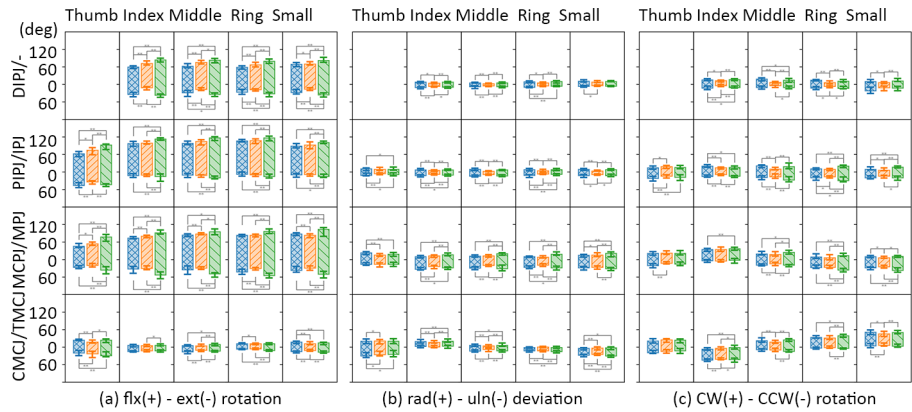 Thumb Index Middle Ring Small Thumb Index Middle Ring Small Thumb Index Middle Ring Small
(deg)
DIPJ/-
120
60
0
60
PIPJ/IPJ
120
60
0
60
MCPJ/MPJ
120
60
0
60
CMCJ/TMCJ
120
60
0
60
(a) flx(+) - ext(-) rotation (b) rad(+) - uln(-) deviation (c) CW(+) - CCW(-) rotation